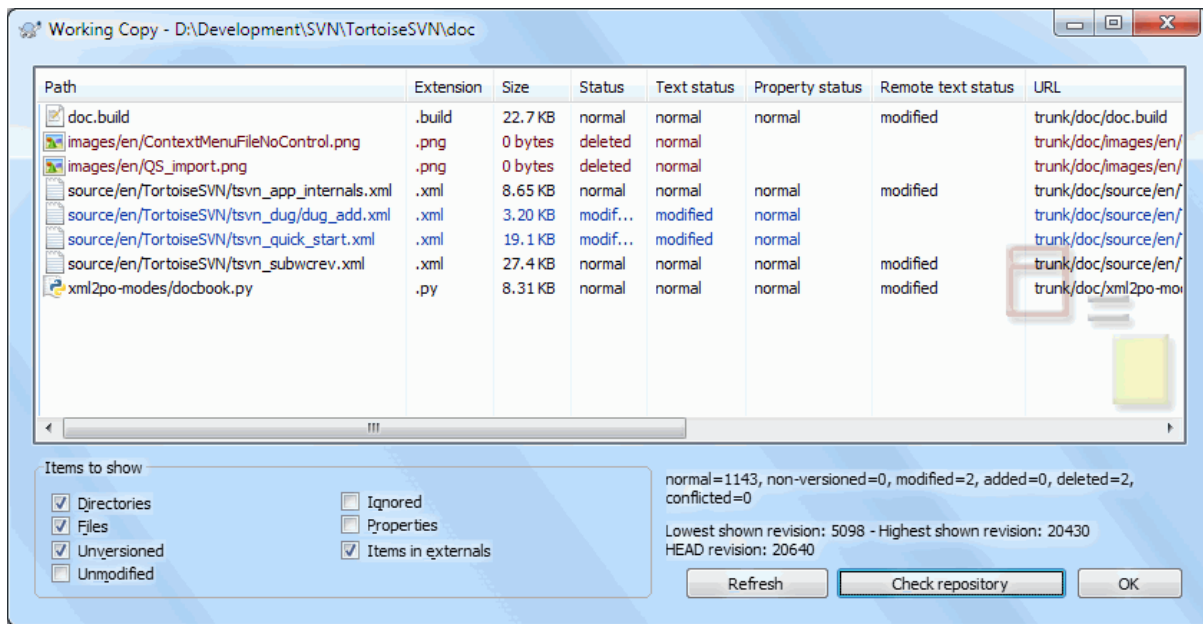 Working Copy - D:\Development\SVN\TortoiseSVN\doc
Path Extension Size Status Text status Property status Remote text status URL
doc.build .build 22.7 KB normal normal normal modified trunk/doc/doc.build
images/en/ContextMenuFileNoControl.png .png 0 bytes deleted normal trunk/doc/images/en/
images/en/QS_import.png .png 0 bytes deleted normal trunk/doc/images/en/
source/en/TortoiseSVN/tsvn_app_internals.xml .xml 8.65 KB normal normal normal modified trunk/doc/source/en/
source/en/TortoiseSVN/tsvn_dug/dug_add.xml .xml 3.20 KB modif... modified normal trunk/doc/source/en/
source/en/TortoiseSVN/tsvn_quick_start.xml .xml 19.1 KB modif... modified normal trunk/doc/source/en/
source/en/TortoiseSVN/tsvn_subwcrev.xml .xml 27.4 KB normal normal normal modified trunk/doc/source/en/
xml2po-modes/docbook.py .py 8.31 KB normal normal normal modified trunk/doc/xml2po-mo
Items to show
Directories Ignored
Files Properties
Unversioned Items in externals
Unmodified
normal=1143, non-versioned=0, modified=2, added=0, deleted=2,
conflicted=0
Lowest shown revision: 5098 - Highest shown revision: 20430
HEAD revision: 20640
Refresh Check repository OK